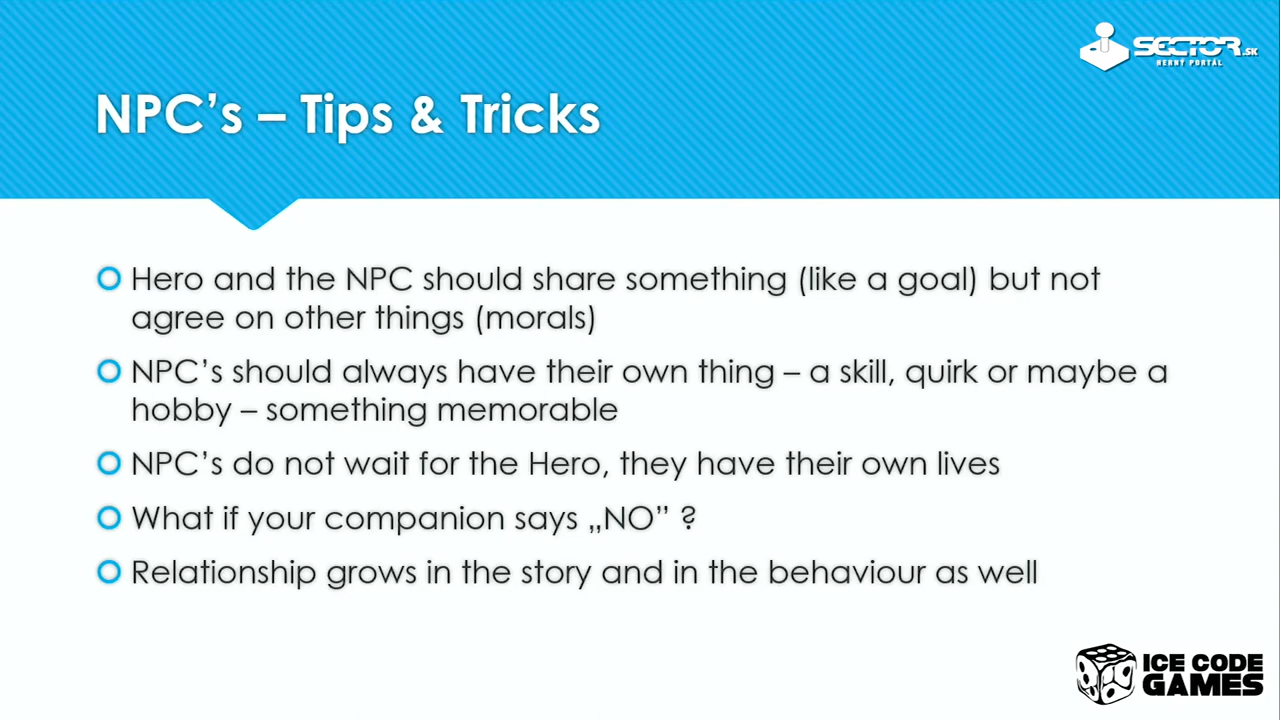 SECTOR.SK
HERNÝ PORTÁL
NPC’s – Tips & Tricks
Hero and the NPC should share something (like a goal) but not
agree on other things (morals)
NPC’s should always have their own thing – a skill, quirk or maybe a
hobby – something memorable
NPC’s do not wait for the Hero, they have their own lives
What if your companion says „NO” ?
Relationship grows in the story and in the behaviour as well
ICE CODE
GAMES